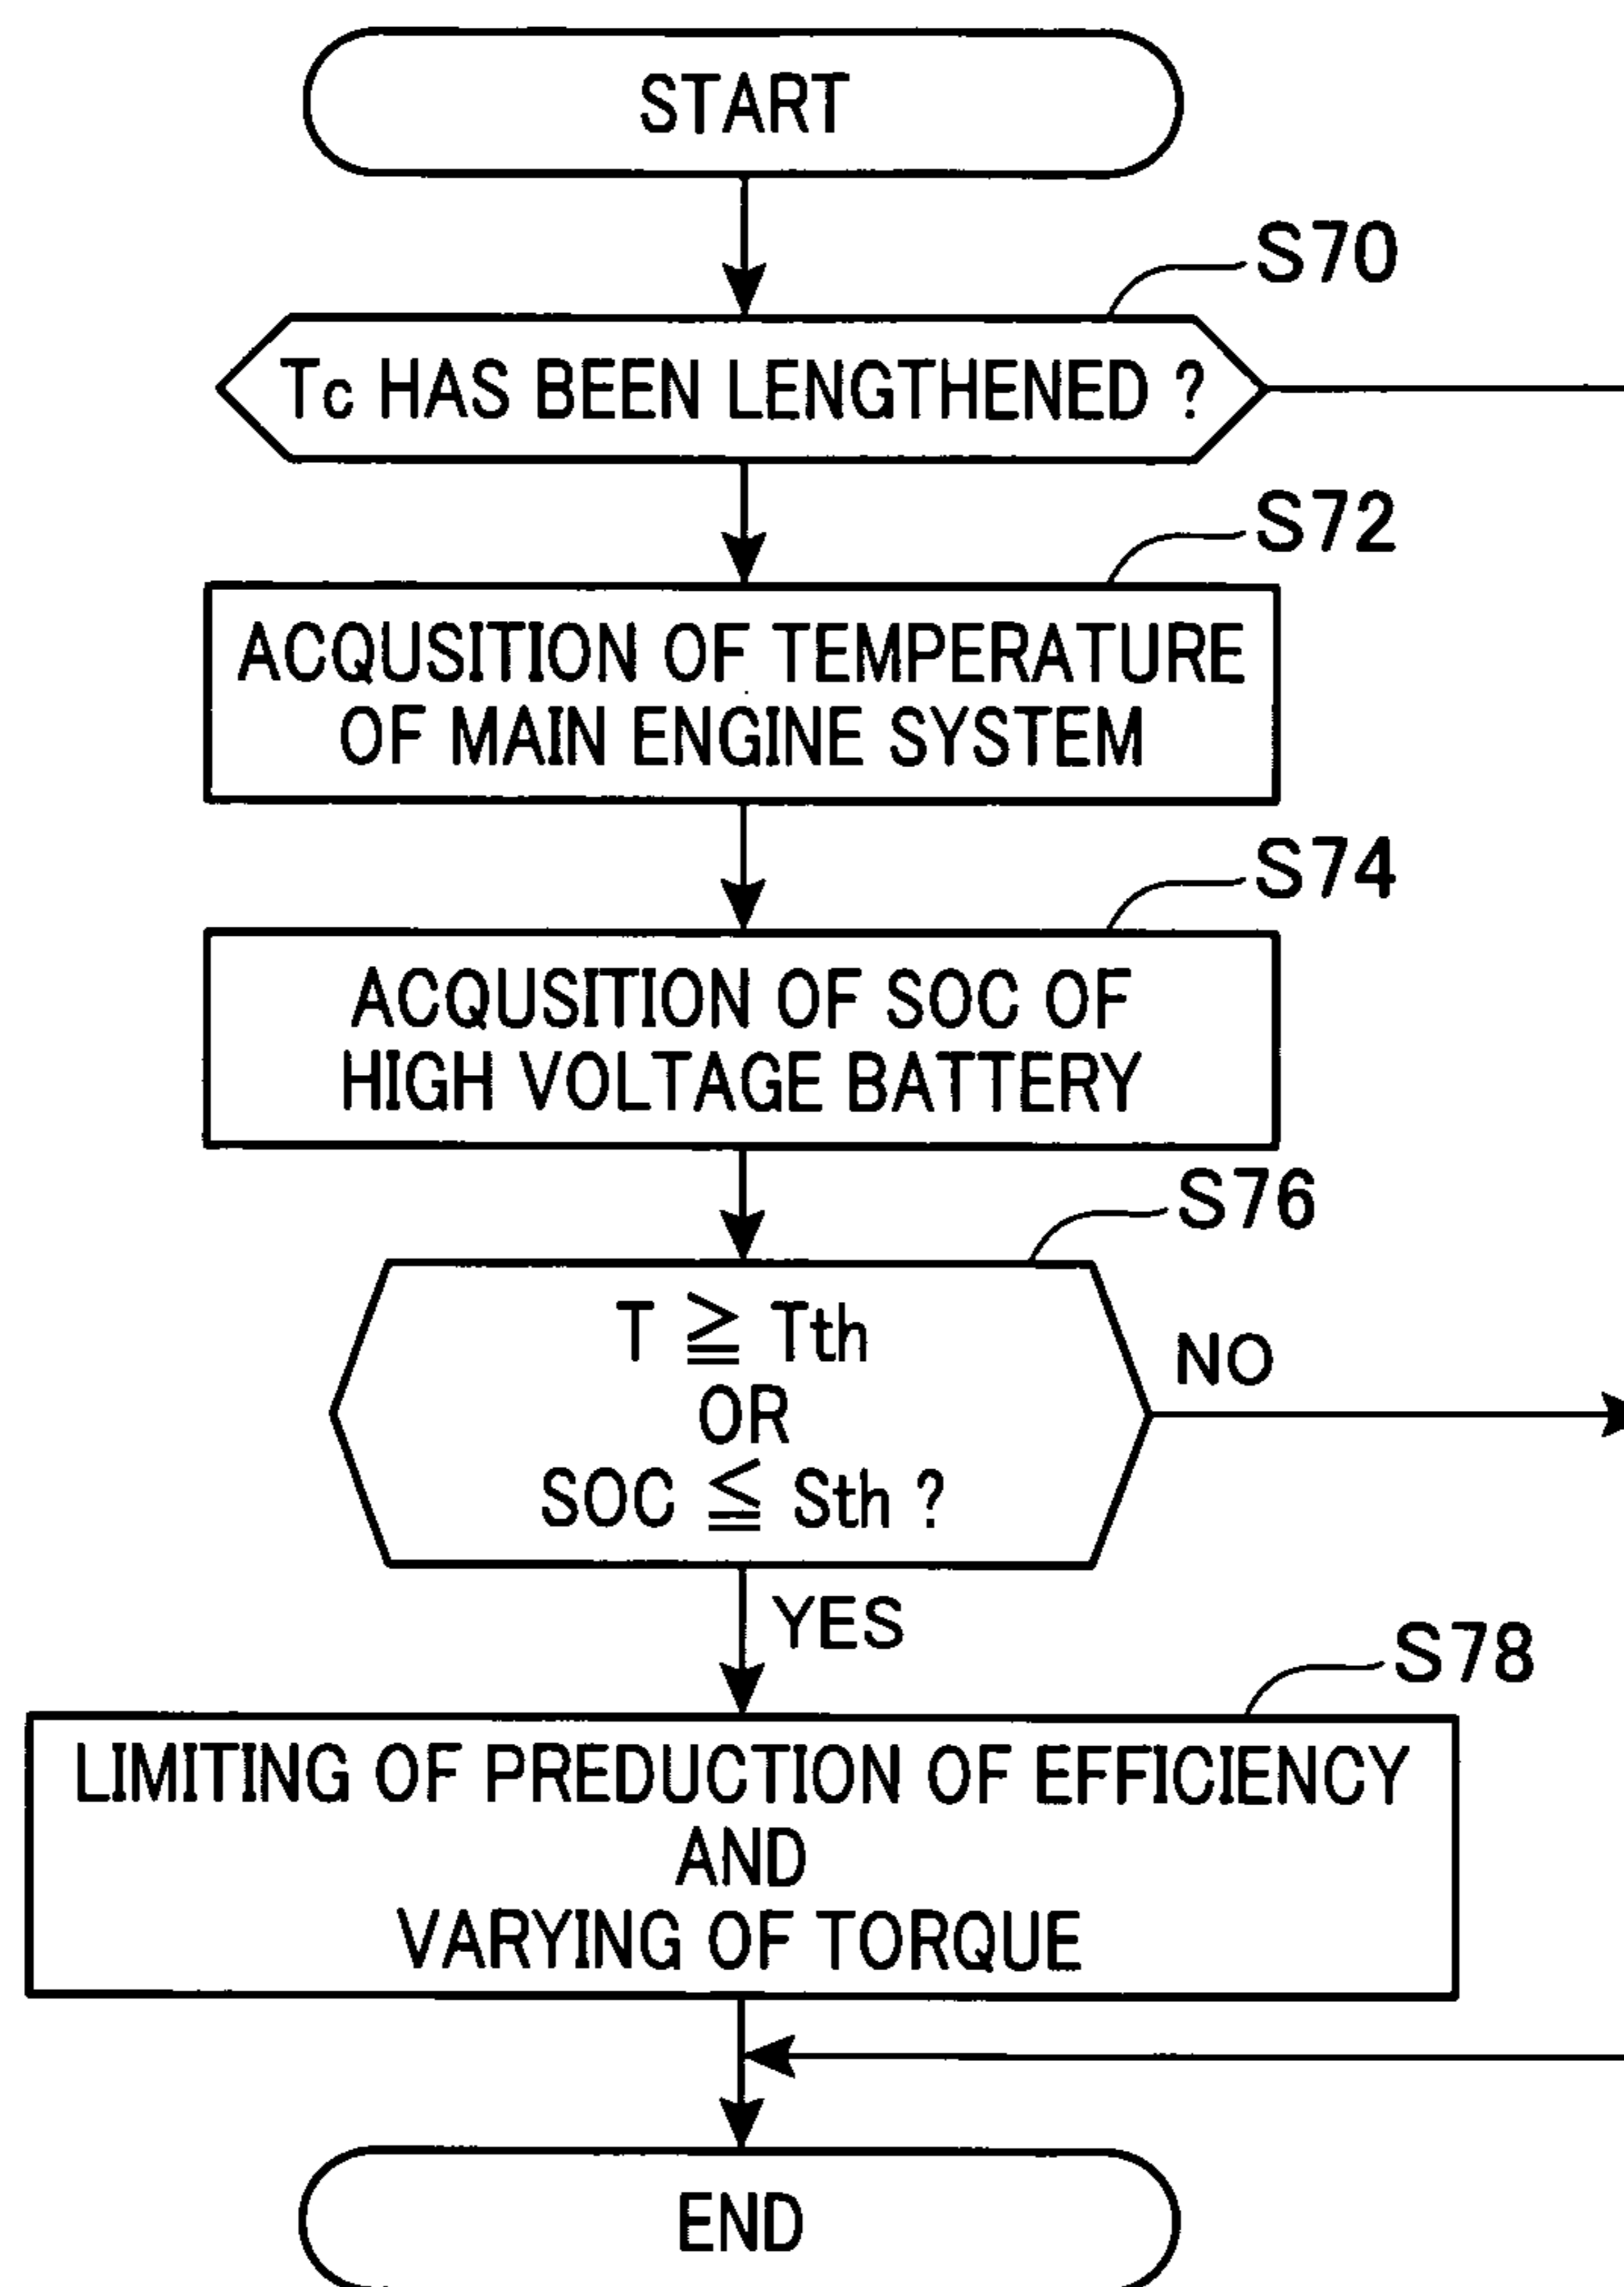 START
S70
Tc HAS BEEN LENGTHENED ?
S72
ACQUSITION OF TEMPERATURE
OF MAIN ENGINE SYSTEM
S74
ACQUSITION OF SOC OF
HIGH VOLTAGE BATTERY
S76
T ≧ Tth
OR
SOC ≦ Sth ?
NO
YES
S78
LIMITING OF PREDUCTION OF EFFICIENCY
AND
VARYING OF TORQUE
END